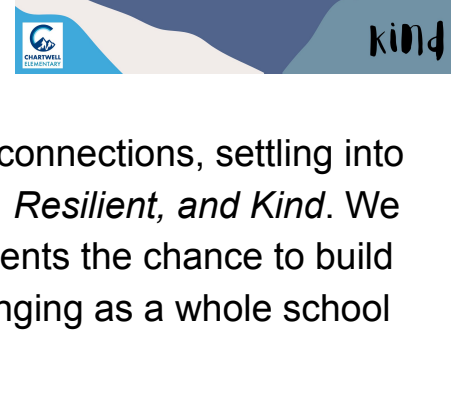 CHARTWELL
ELEMENTARY
kind
connections, settling into
Resilient, and Kind. We
ents the chance to build
nging as a whole school